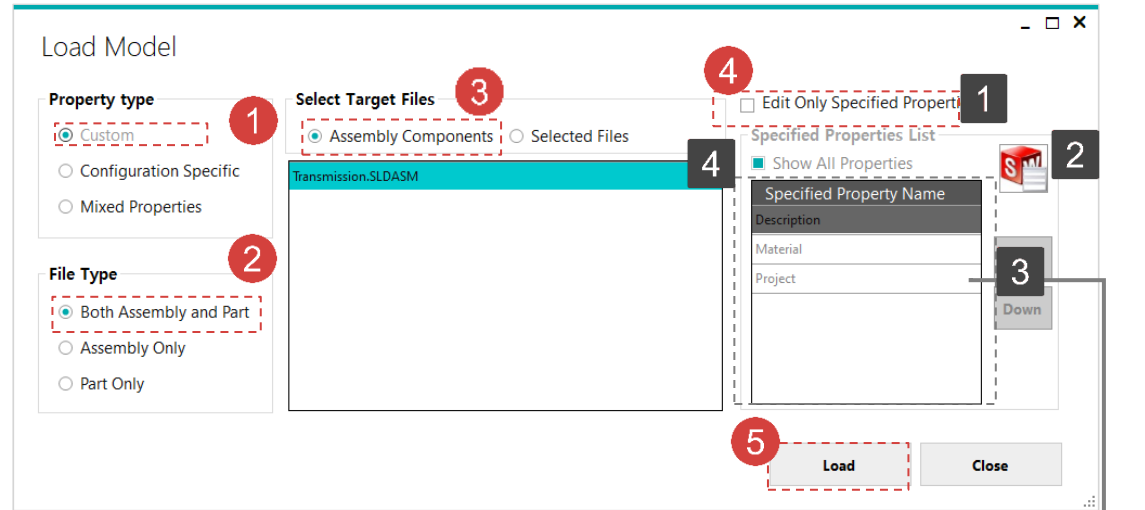 Load Model
Property type
1
Custom
Configuration Specific
Mixed Properties
2
File Type
Both Assembly and Part
Assembly Only
Part Only
Select Target Files
3
Assembly Components
Selected Files
Transmission.SLDASM
4
Edit Only Specified Properti
1
Specified Properties List
Show All Properties
4
2
Specified Property Name
Description
Material
Project
3
Down
5
Load
Close